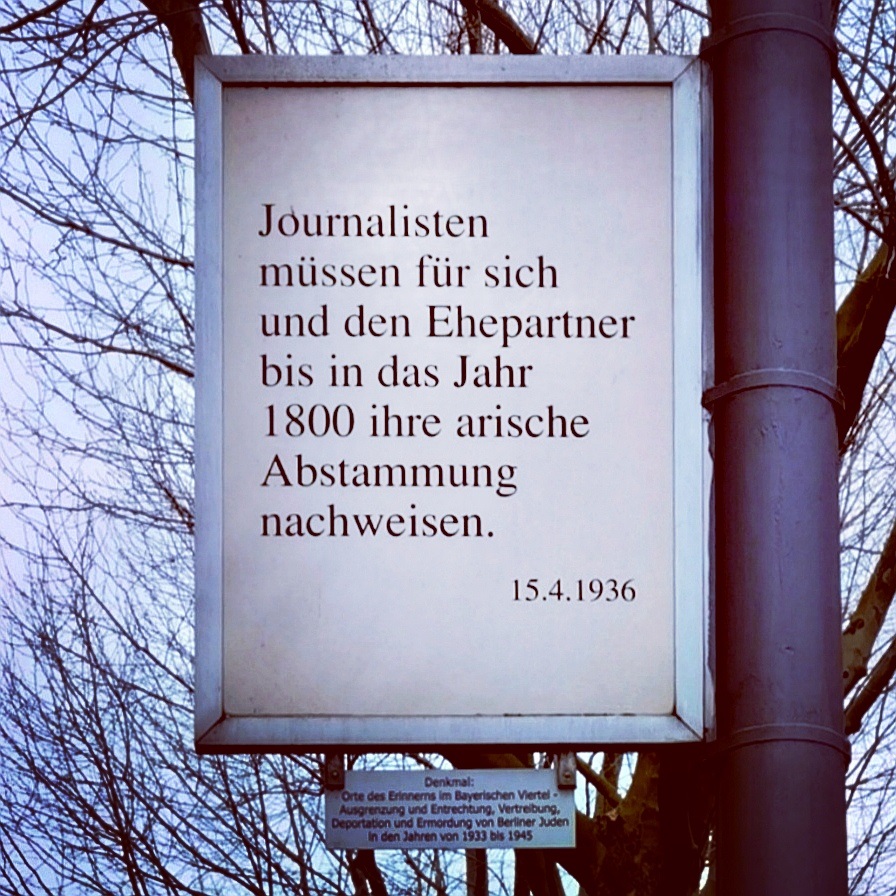 Journalisten
müssen für sich
und den Ehepartner
bis in das Jahr
1800 ihre arische
Abstammung
nachweisen.
15.4.1936
Denkmal:
Orte des Erinnerns im Bayerischen Viertel -
Ausgrenzung und Entrechtung, Vertreibung,
Deportation und Ermordung von Berliner Juden
in den Jahren von 1933 bis 1945